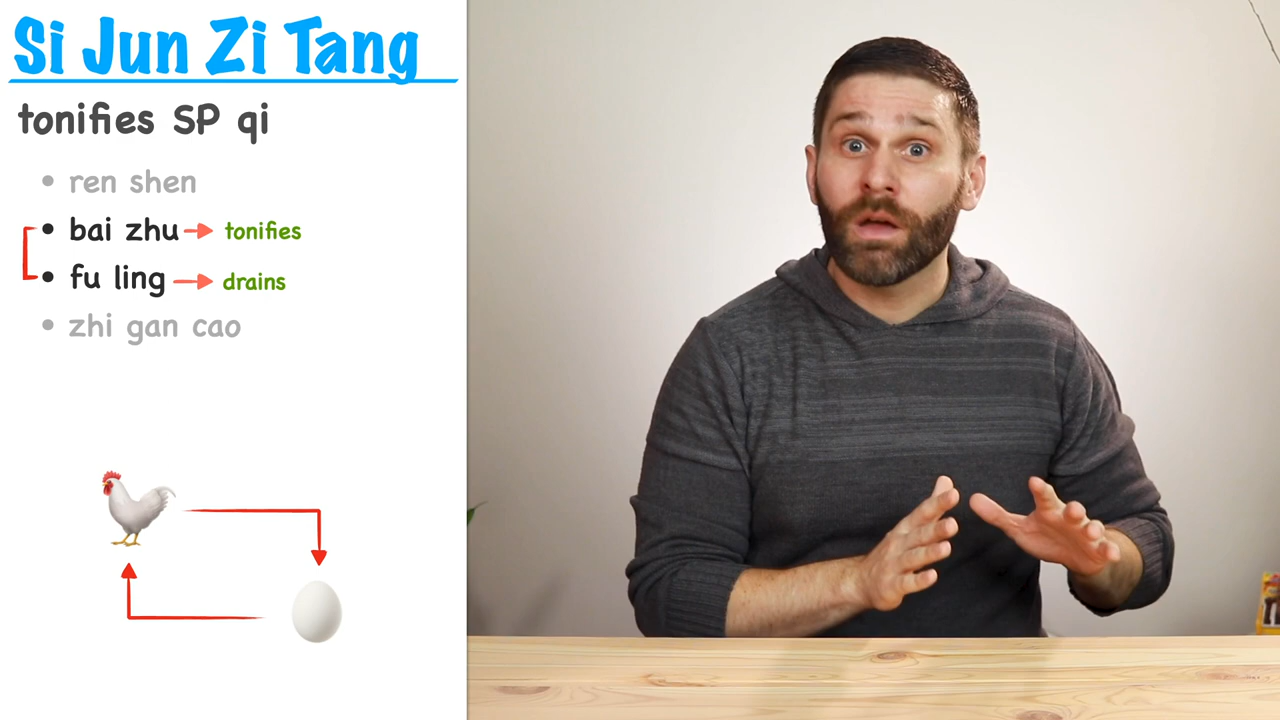 Si Jun Zi Tang
tonifies SP qi
• ren shen
• bai zhu → tonifies
• fu ling → drains
• zhi gan cao